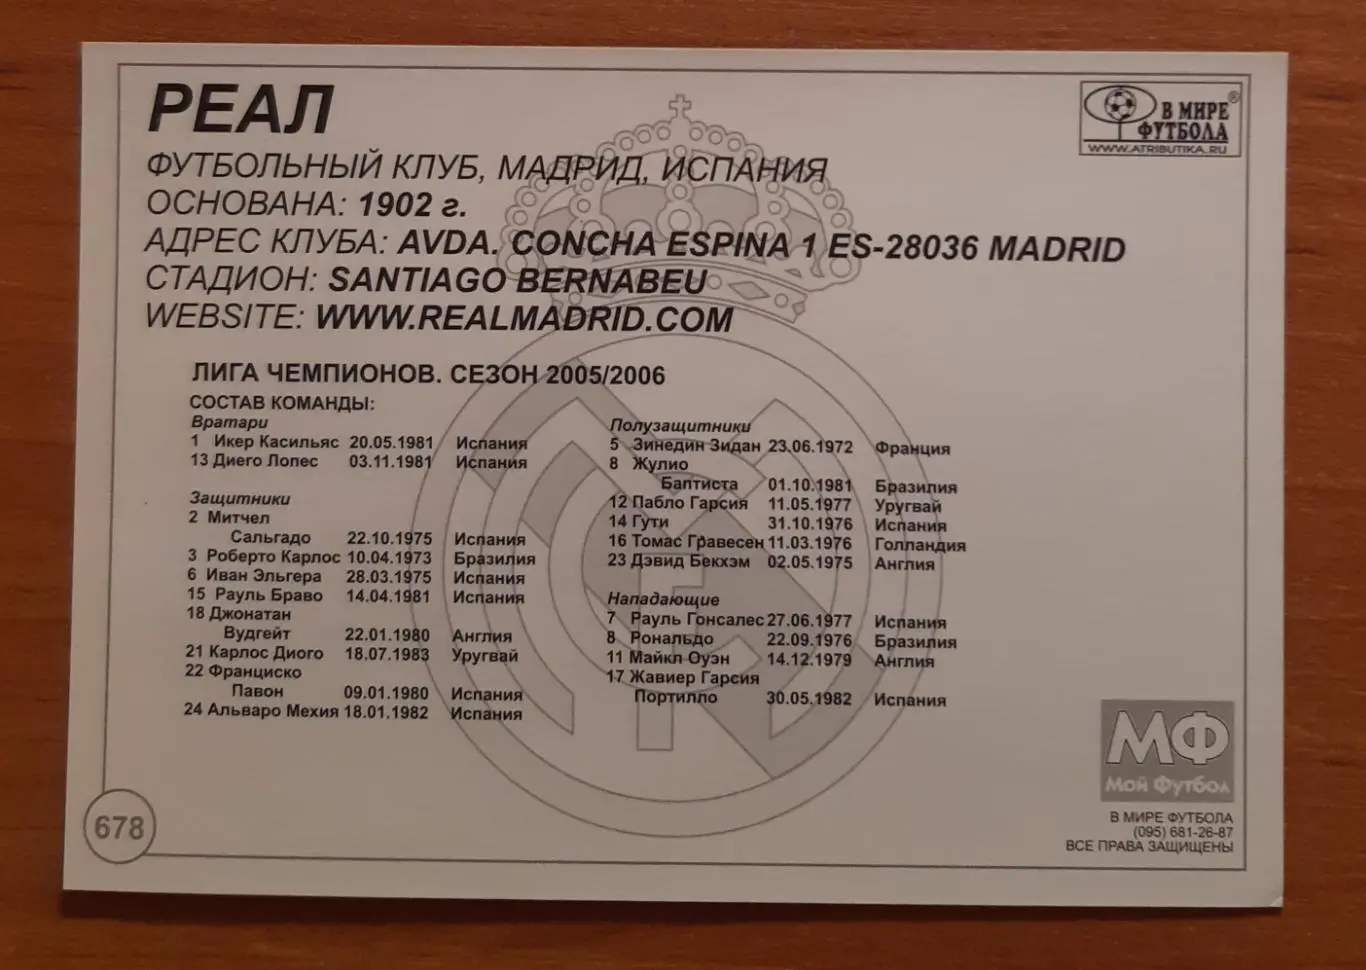 РЕАЛ
В МИРЕ ®
ФУТБОЛА
WWW.ATRIBUTIKA.RU
ФУТБОЛЬНЫЙ КЛУБ, МАДРИД, ИСПАНИЯ
ОСНОВАНА: 1902 г.
АДРЕС КЛУБА: AVDA. CONCHA ESPINA 1 ES-28036 MADRID
СТАДИОН: SANTIAGO BERNABEU
WEBSITE: WWW.REALMADRID.COM
ЛИГА ЧЕМПИОНОВ. СЕЗОН 2005/2006
СОСТАВ КОМАНДЫ:
Вратари
1 Икер Касильяс 20.05.1981 Испания
13 Диего Лопес 03.11.1981 Испания
Защитники
2 Митчел
Сальгадо 22.10.1975 Испания
3 Роберто Карлос 10.04.1973 Бразилия
6 Иван Эльгера 28.03.1975 Испания
15 Рауль Браво 14.04.1981 Испания
18 Джонатан
Вудгейт 22.01.1980 Англия
21 Карлос Диого 18.07.1983 Уругвай
22 Франциско
Павон 09.01.1980 Испания
24 Альваро Мехия 18.01.1982 Испания
Полузащитники
5 Зинедин Зидан 23.06.1972 Франция
8 Жулио
Баптиста 01.10.1981 Бразилия
12 Пабло Гарсия 11.05.1977 Уругвай
14 Гути 31.10.1976 Испания
16 Томас Гравесен 11.03.1976 Голландия
23 Дэвид Бекхэм 02.05.1975 Англия
Нападающие
7 Рауль Гонсалес 27.06.1977 Испания
8 Рональдо 22.09.1976 Бразилия
11 Майкл Оуэн 14.12.1979 Англия
17 Жавиер Гарсия
Портилло 30.05.1982 Испания
МФ
Мой Футбол
В МИРЕ ФУТБОЛА
(095) 681-26-87
ВСЕ ПРАВА ЗАЩИЩЕНЫ
678